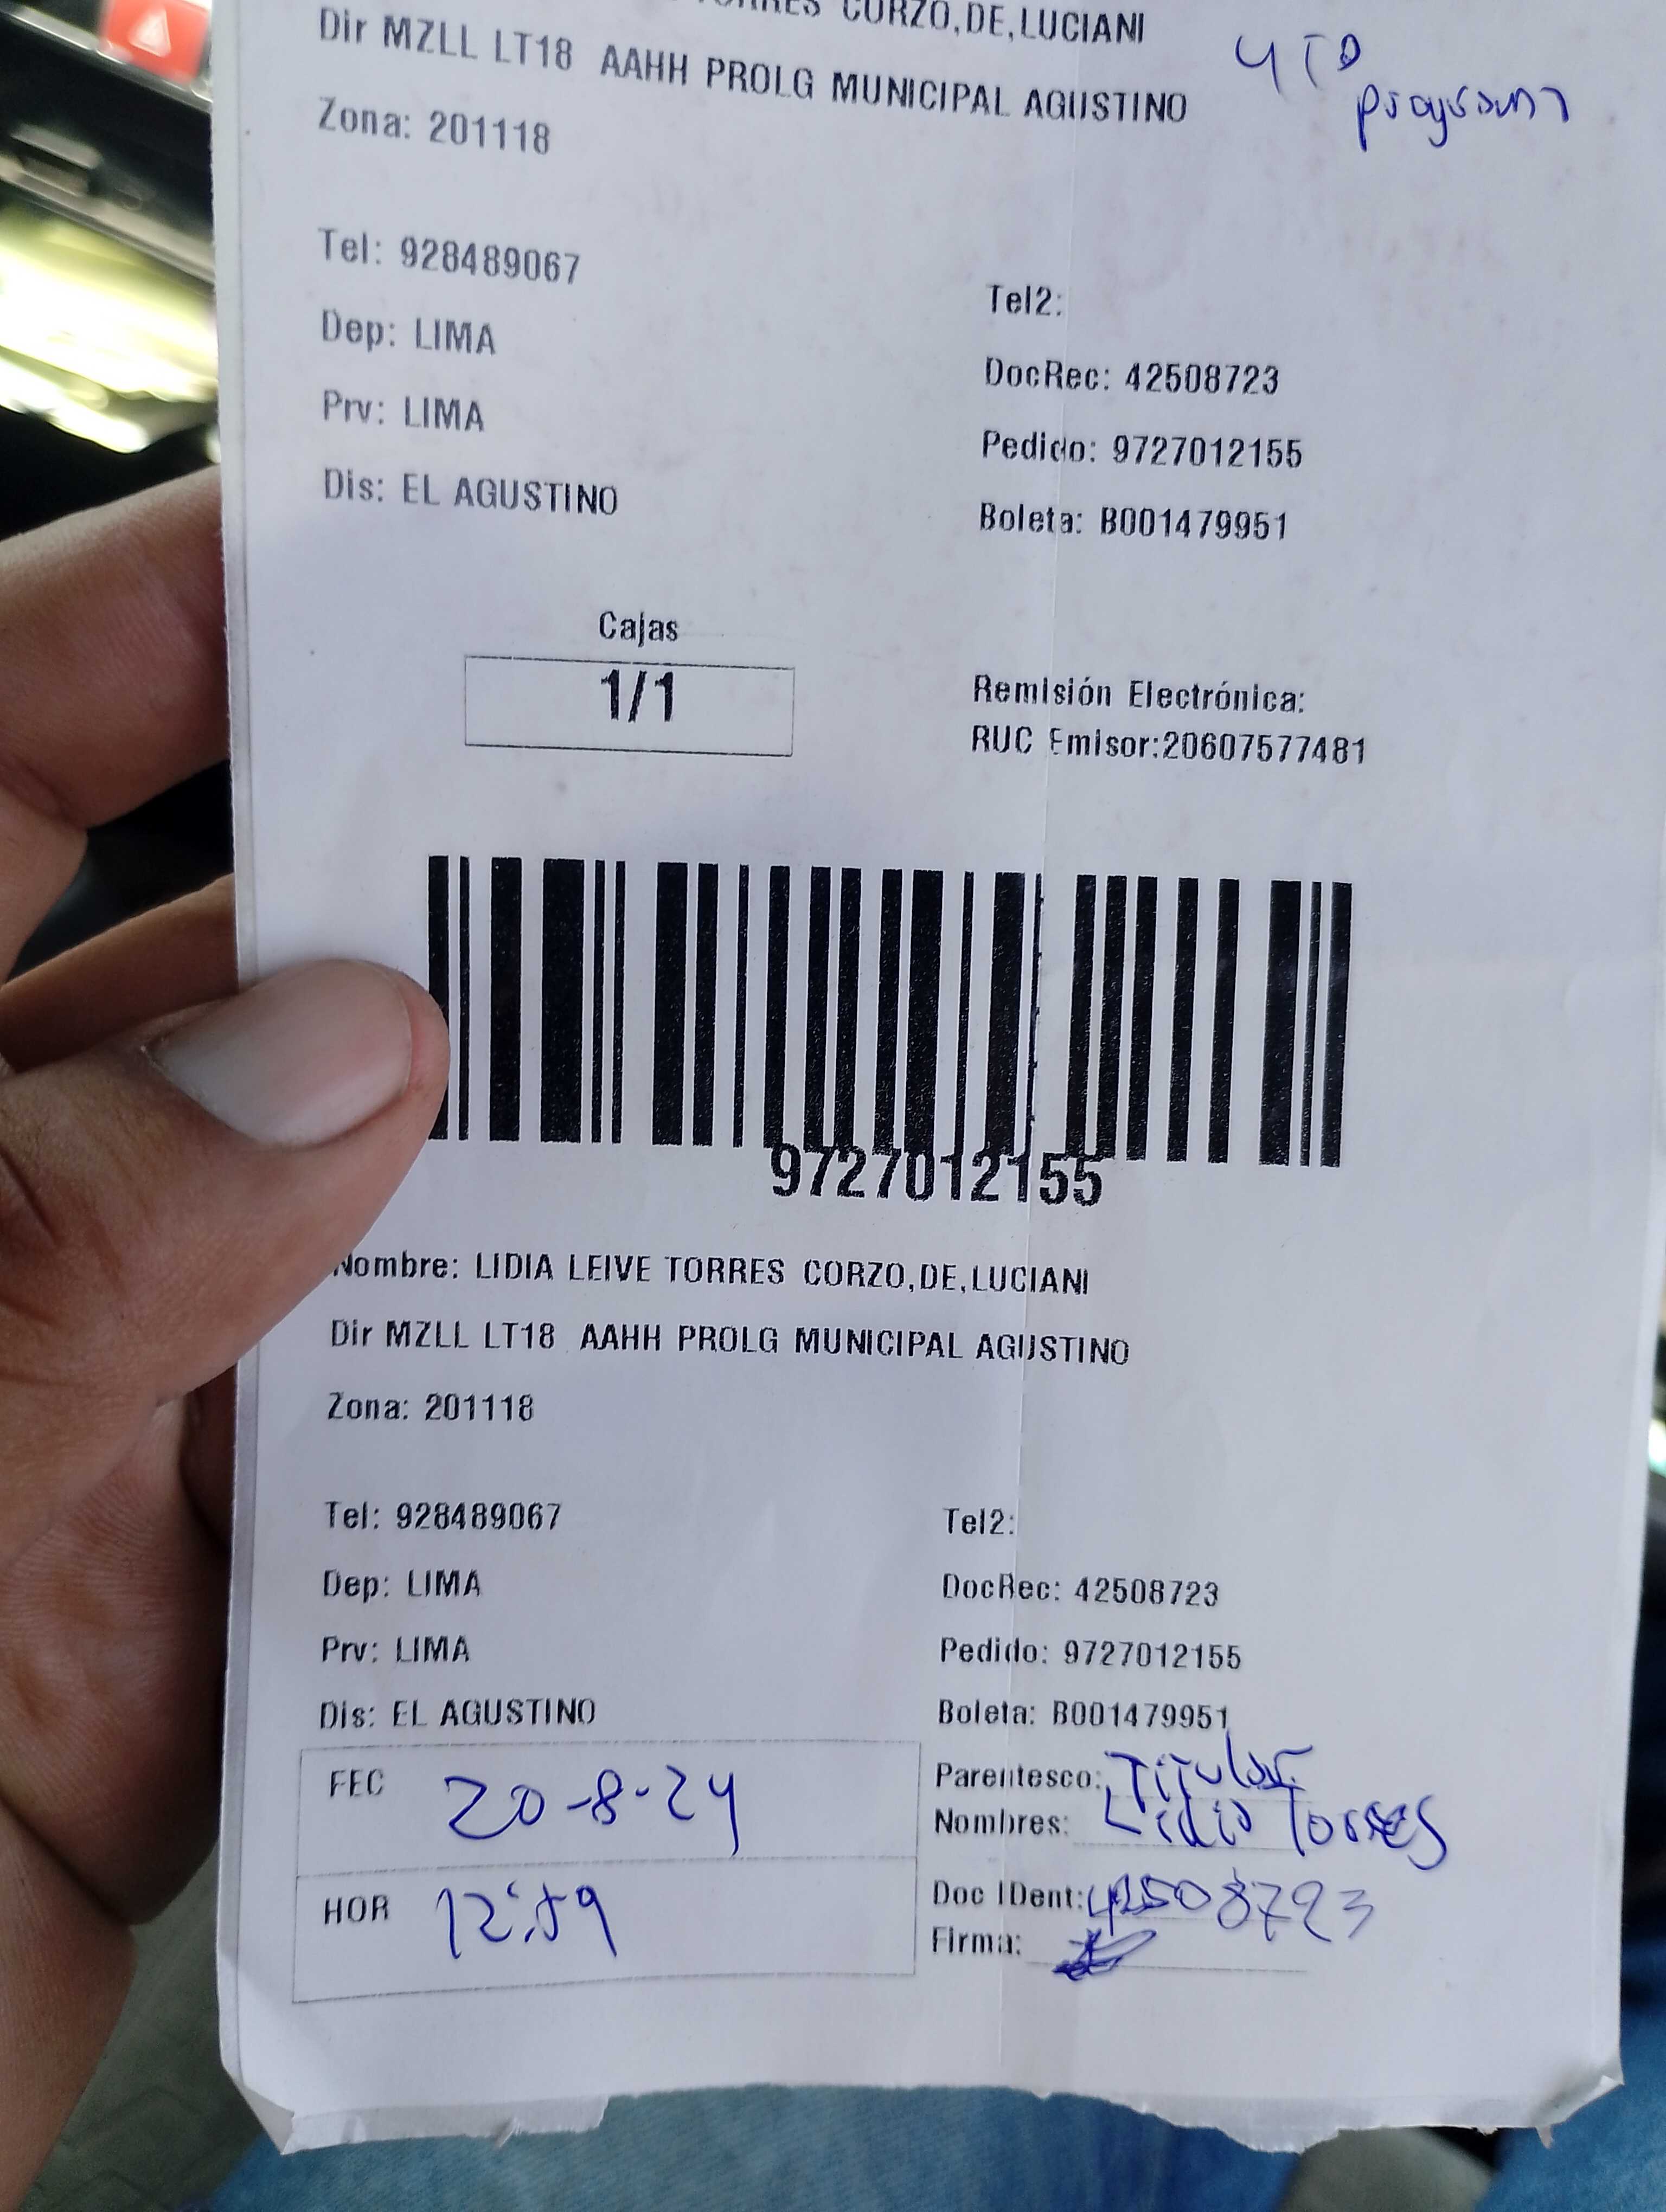 TORRES CORZO,DE,LUCIANI
Dir MZLL LT18 AAHH PROLG MUNICIPAL AGUSTINO
Zona: 201118
Tel: 928489067
Tel2:
Dep: LIMA
DocRec: 42508723
Prv: LIMA
Pedido: 9727012155
Dis: EL AGUSTINO
Boleta: B001479951
Cajas
1/1
Remisión Electrónica:
RUC Emisor:20607577481
9727012155
Nombre: LIDIA LEIVE TORRES CORZO,DE,LUCIANI
Dir MZLL LT18 AAHH PROLG MUNICIPAL AGUSTINO
Zona: 201118
Tel: 928489067
Tel2:
Dep: LIMA
DocRec: 42508723
Prv: LIMA
Pedido: 9727012155
Dis: EL AGUSTINO
Boleta: B001479951
FEC 20-8-24
Parentesco: Titular
Nombres: Lidia Torres
HOR 12:59
Doc IDent: 42508723
Firma: